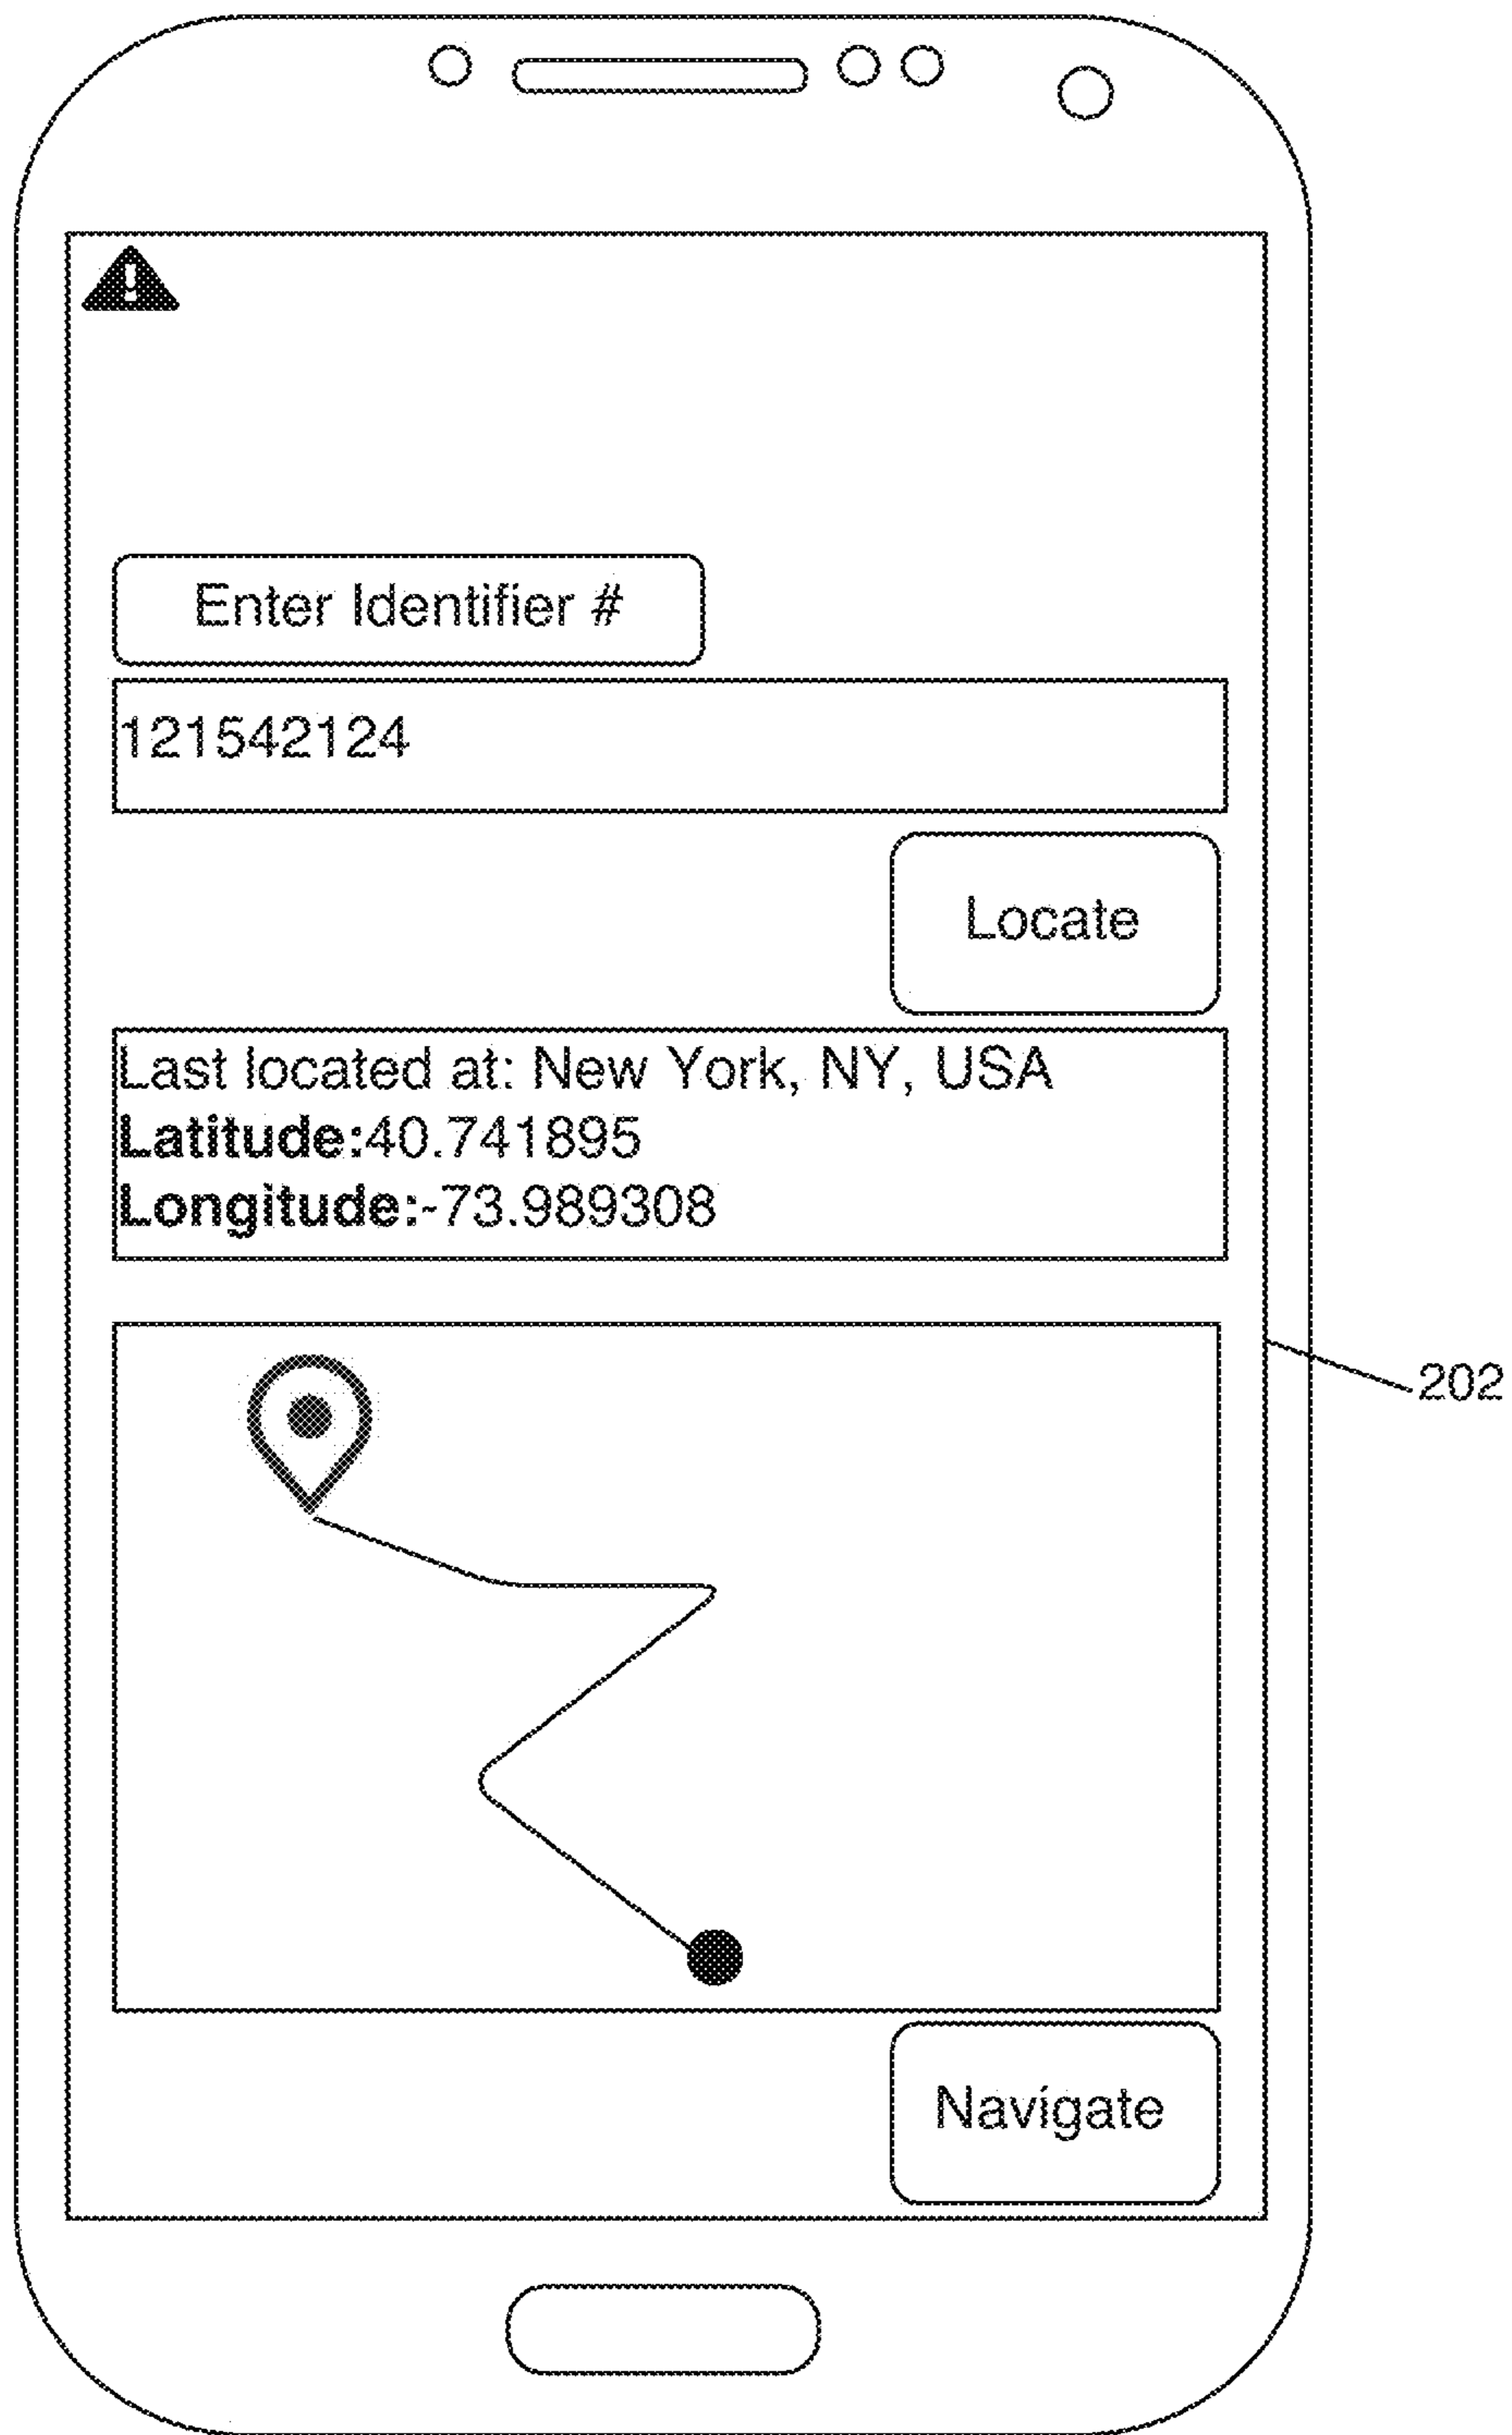 !
Enter Identifier #
121542124
Locate
Last located at: New York, NY, USA
Latitude:40.741895
Longitude:-73.989308
202
Navigate